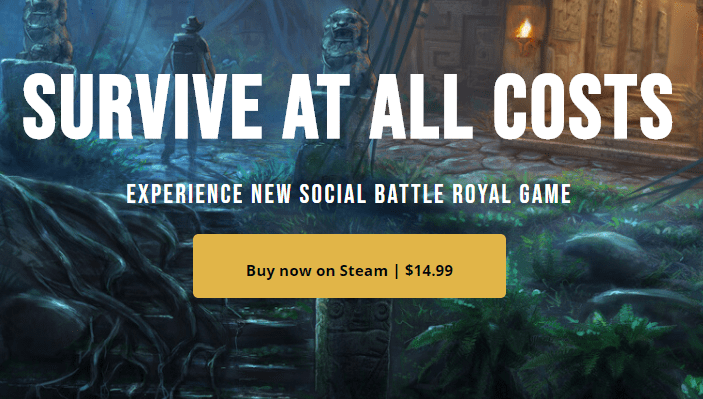 SURVIVE AT ALL COSTS
EXPERIENCE NEW SOCIAL BATTLE ROYAL GAME
Buy now on Steam | $14.99